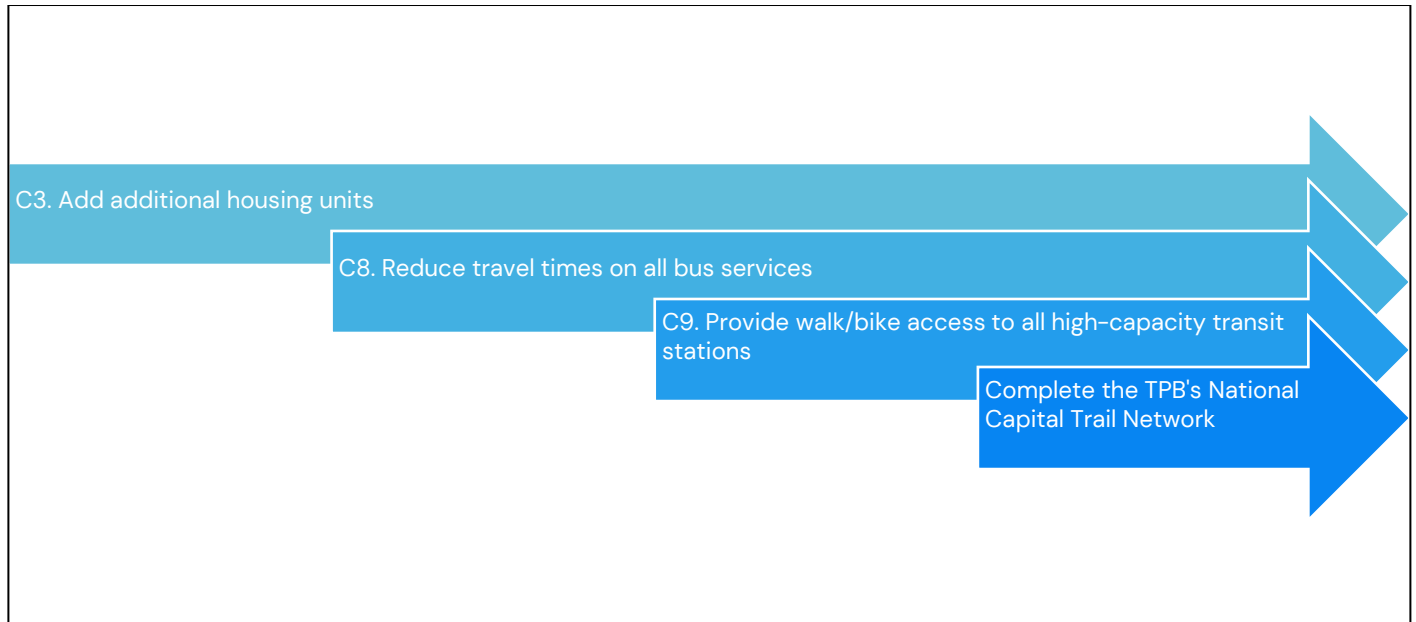 C3. Add additional housing units
C8. Reduce travel times on all bus services
C9. Provide walk/bike access to all high-capacity transit
stations
Complete the TPB's National
Capital Trail Network